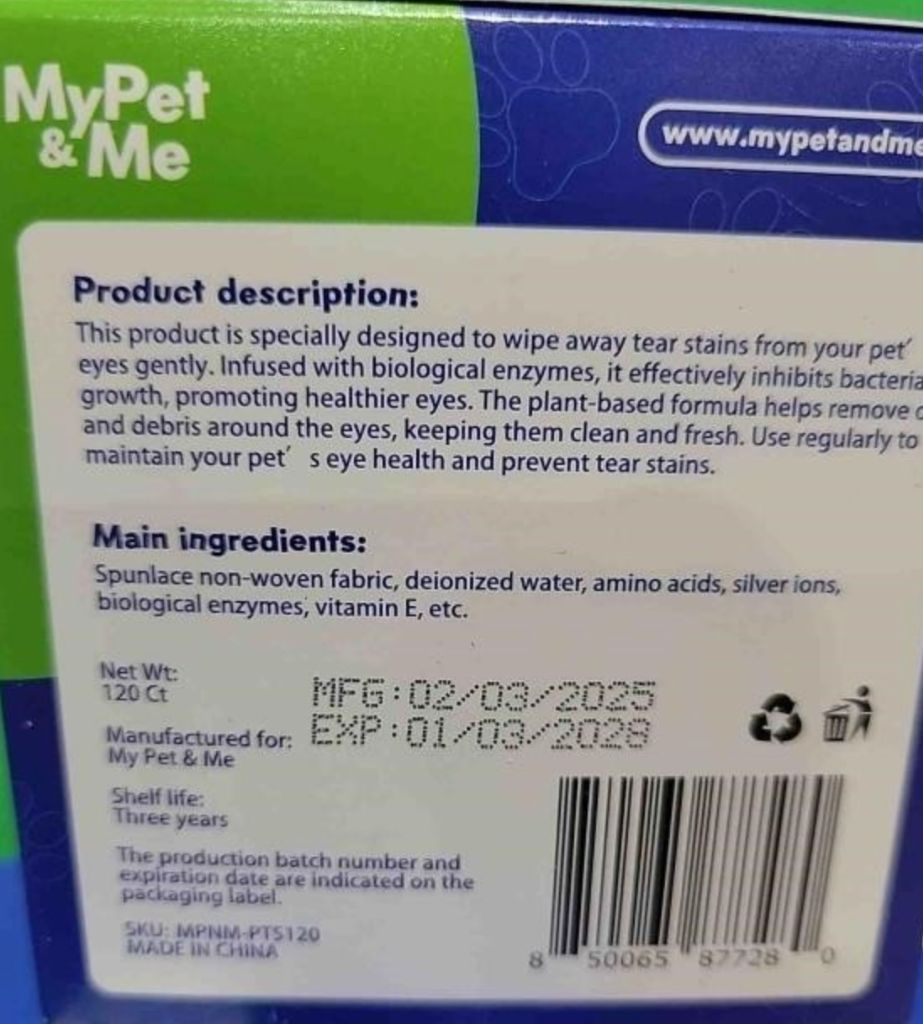 MyPet
& Me
www.mypetandme
Product description:
This product is specially designed to wipe away tear stains from your pet'
eyes gently. Infused with biological enzymes, it effectively inhibits bacteria
growth, promoting healthier eyes. The plant-based formula helps remove
and debris around the eyes, keeping them clean and fresh. Use regularly to
maintain your pet' s eye health and prevent tear stains.
Main ingredients:
Spunlace non-woven fabric, deionized water, amino acids, silver ions,
biological enzymes, vitamin E, etc.
Net Wt:
120 Ct
MFG:02/03/2025
EXP:01/03/2028
Manufactured for:
My Pet & Me
Shelf life:
Three years
The production batch number and
expiration date are indicated on the
packaging label.
SKU: MPNM-PTS120
MADE IN CHINA
8 50065 87728 0